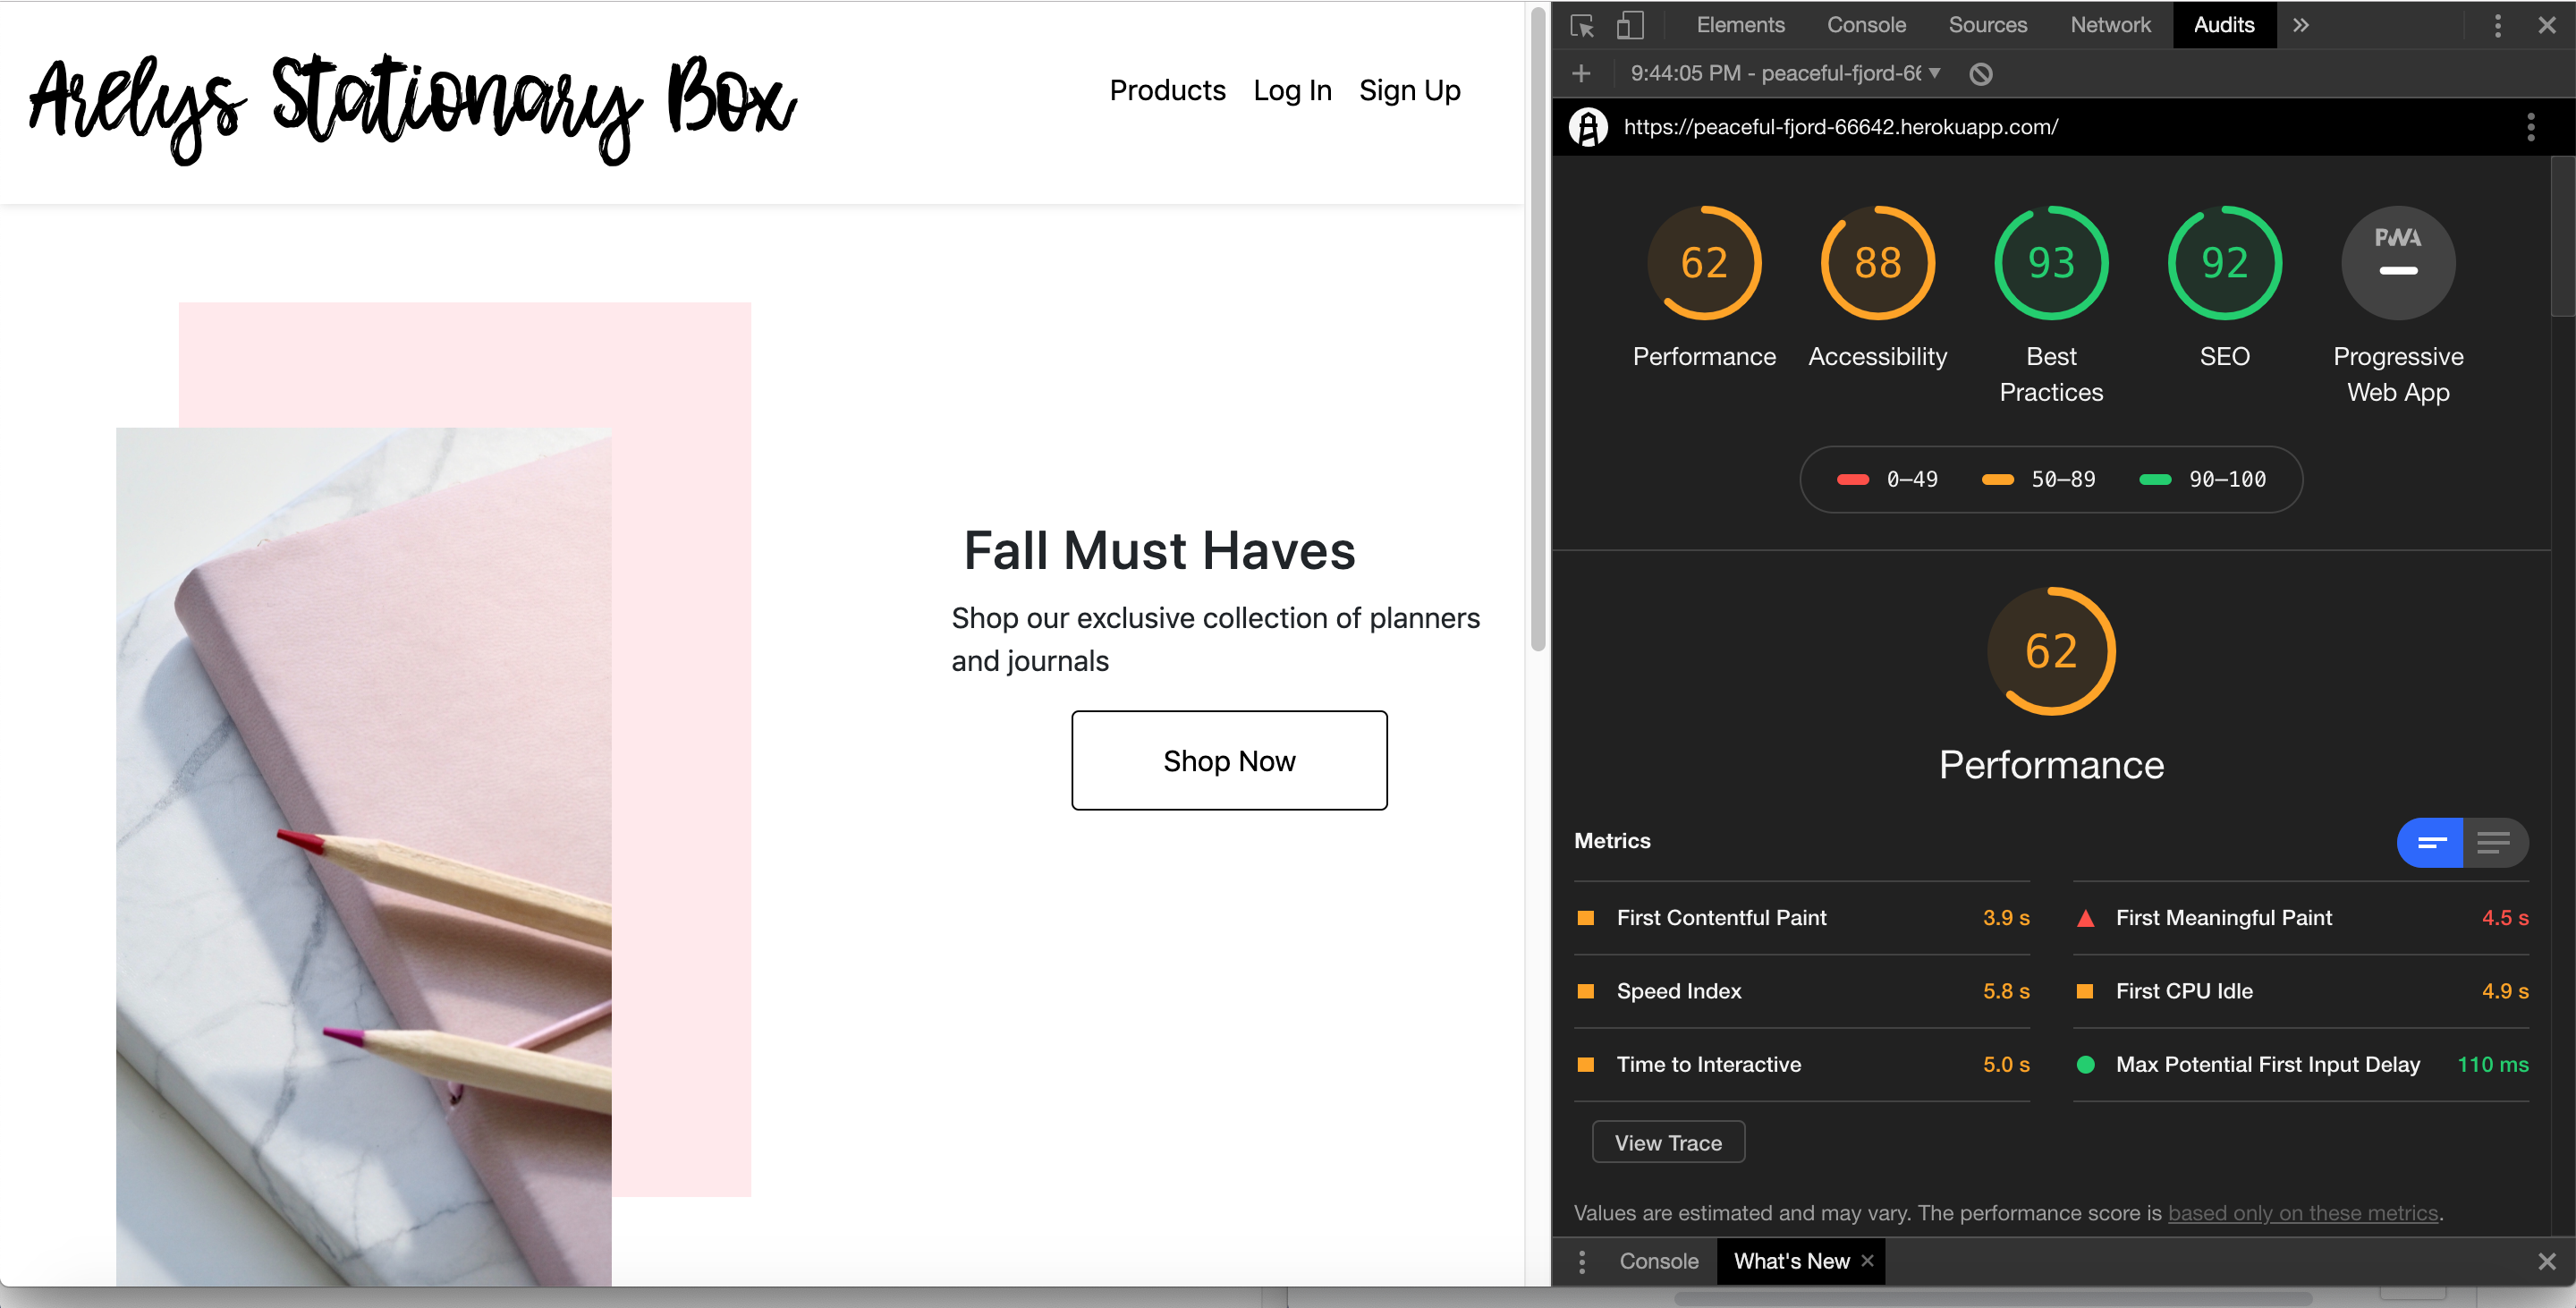 Arelys Stationary Box
Products Log In Sign Up
Fall Must Haves
Shop our exclusive collection of planners
and journals
Shop Now
Elements Console Sources Network Audits
9:44:05 PM - peaceful-fjord-66
https://peaceful-fjord-66642.herokuapp.com/
62 88 93 92 PWA
Performance Accessibility Best Practices SEO Progressive Web App
0–49 50–89 90–100
62
Performance
Metrics
First Contentful Paint 3.9 s
First Meaningful Paint 4.5 s
Speed Index 5.8 s
First CPU Idle 4.9 s
Time to Interactive 5.0 s
Max Potential First Input Delay 110 ms
View Trace
Values are estimated and may vary. The performance score is based only on these metrics.
Console What's New